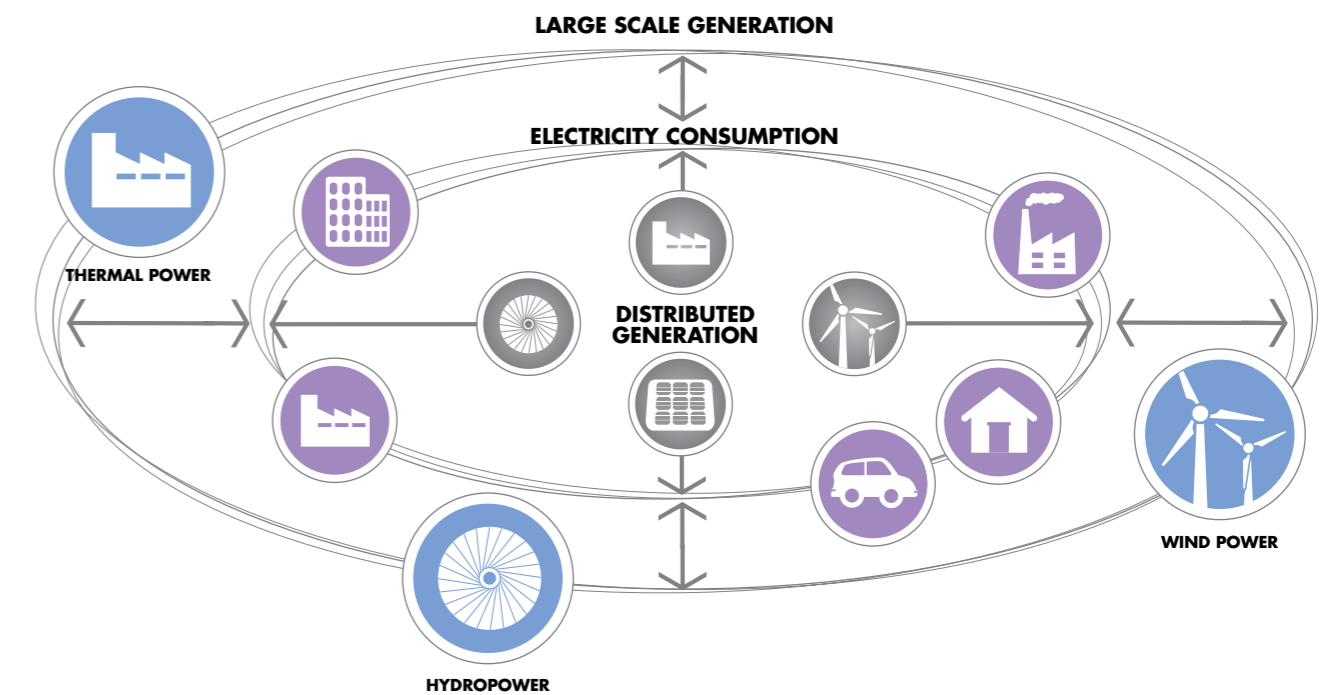 LARGE SCALE GENERATION
ELECTRICITY CONSUMPTION
THERMAL POWER
DISTRIBUTED
GENERATION
WIND POWER
HYDROPOWER